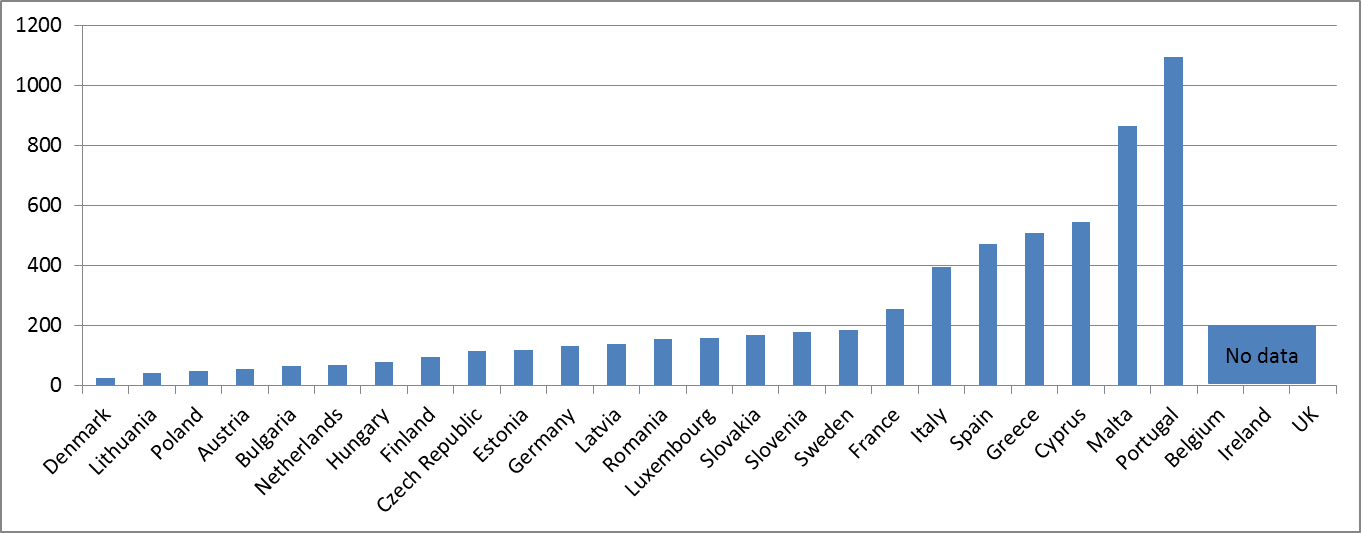 1200
1000
800
600
400
200
0
No data
Denmark
Lithuania
Poland
Austria
Bulgaria
Netherlands
Hungary
Finland
Czech Republic
Estonia
Germany
Latvia
Romania
Luxembourg
Slovakia
Slovenia
Sweden
France
Italy
Spain
Greece
Cyprus
Malta
Portugal
Belgium
Ireland
UK